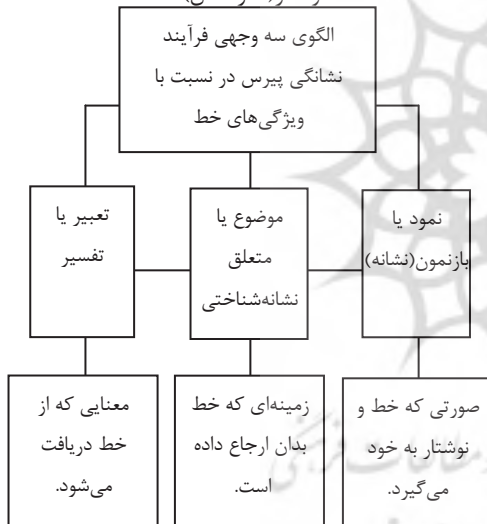 الگوی سه وجهی فرآیند
نشانگی پیرس در نسبت با
ویژگی‌های خط
نمود یا
بازنمون(نشانه)
موضوع یا
متعلق
نشانه‌شناختی
تعبیر یا
تفسیر
صورتی که خط و
نوشتار به خود
می‌گیرد.
زمینه‌ای که خط
بدان ارجاع داده
است.
معنایی که از
خط دریافت
می‌شود.